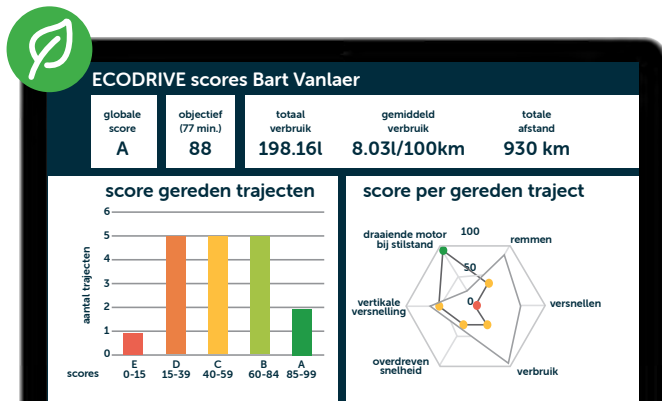 ECODRIVE scores Bart Vanlaer
globale
score
A
objectief
(77 min.)
88
totaal
verbruik
198.16l
gemiddeld
verbruik
8.03l/100km
totale
afstand
930 km
score gereden trajecten
aantal trajecten
6
5
4
3
2
1
0
scores
E
0-15
D
15-39
C
40-59
B
60-84
A
85-99
score per gereden traject
draaiende motor
bij stilstand
100
50
0
remmen
versnellen
verbruik
overdreven
snelheid
vertikale
versnelling